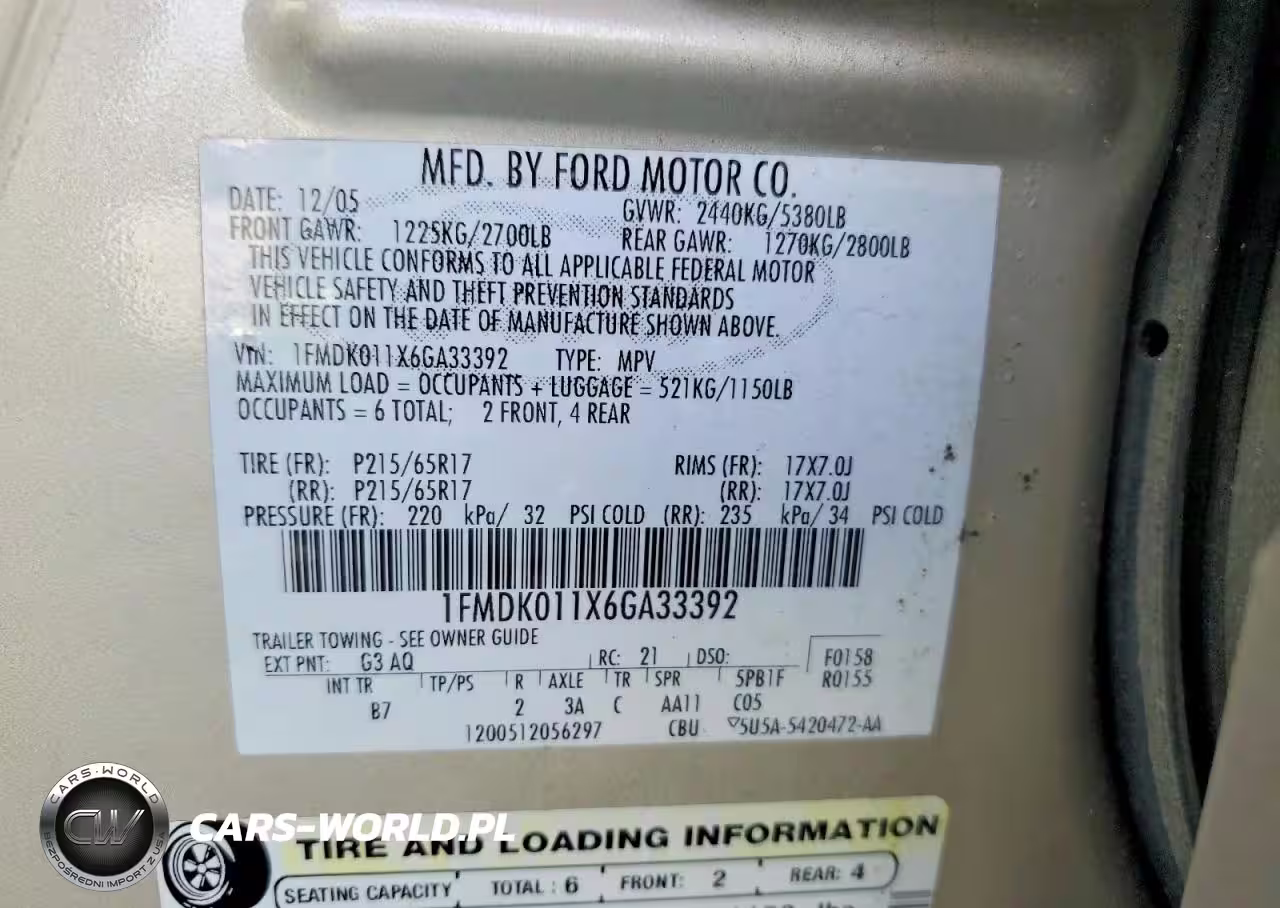 MFD. BY FORD MOTOR CO.
DATE: 12/05 GVWR: 2440KG/5380LB
FRONT GAWR: 1225KG/2700LB REAR GAWR: 1270KG/2800LB
THIS VEHICLE CONFORMS TO ALL APPLICABLE FEDERAL MOTOR
VEHICLE SAFETY AND THEFT PREVENTION STANDARDS
IN EFFECT ON THE DATE OF MANUFACTURE SHOWN ABOVE.
VIN: 1FMDK011X6GA33392 TYPE: MPV
MAXIMUM LOAD = OCCUPANTS + LUGGAGE = 521KG/1150LB
OCCUPANTS = 6 TOTAL; 2 FRONT, 4 REAR
TIRE (FR): P215/65R17 RIMS (FR): 17X7.0J
(RR): P215/65R17 (RR): 17X7.0J
PRESSURE (FR): 220 kPa/ 32 PSI COLD (RR): 235 kPa/ 34 PSI COLD
1FMDK011X6GA33392
TRAILER TOWING - SEE OWNER GUIDE
EXT PNT: G3 AQ RC: 21 DSO: F0158
INT TR TP/PS R AXLE TR SPR 5PB1F R0155
B7 2 3A C AA11 C05
1200512056297 CBU ▽5U5A-5420472-AA
CARS-WORLD
CW
BEZPOŚREDNI IMPORT Z USA
CARS-WORLD.PL
TIRE AND LOADING INFORMATION
SEATING CAPACITY TOTAL : 6 FRONT: 2 REAR: 4